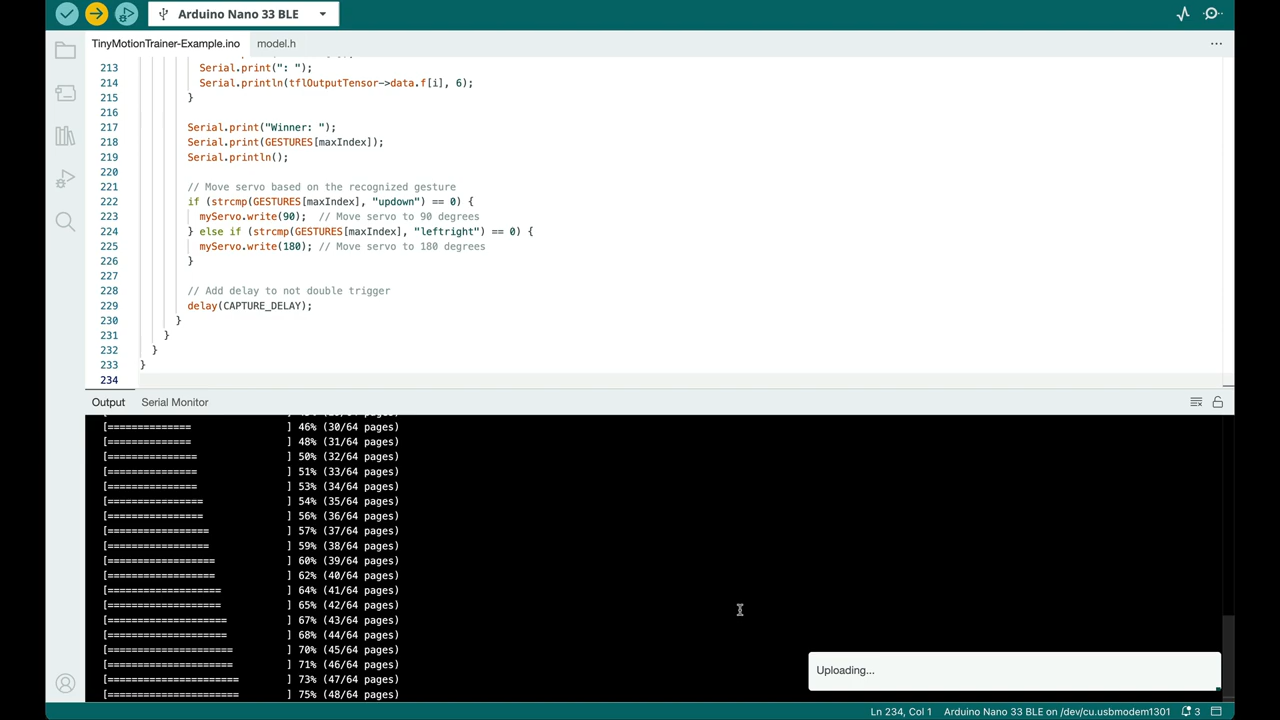 Arduino Nano 33 BLE
TinyMotionTrainer-Example.ino
model.h
213 Serial.print(": ");
214 Serial.println(tflOutputTensor->data.f[i], 6);
215 }
216
217 Serial.print("Winner: ");
218 Serial.print(GESTURES[maxIndex]);
219 Serial.println();
220
221 // Move servo based on the recognized gesture
222 if (strcmp(GESTURES[maxIndex], "updown") == 0) {
223 myServo.write(90);  // Move servo to 90 degrees
224 } else if (strcmp(GESTURES[maxIndex], "leftright") == 0) {
225 myServo.write(180); // Move servo to 180 degrees
226 }
227
228 // Add delay to not double trigger
229 delay(CAPTURE_DELAY);
230 }
231 }
232 }
233 }
234
Output Serial Monitor
[============== ] 46% (30/64 pages)
[============== ] 48% (31/64 pages)
[=============== ] 50% (32/64 pages)
[=============== ] 51% (33/64 pages)
[=============== ] 53% (34/64 pages)
[================ ] 54% (35/64 pages)
[================ ] 56% (36/64 pages)
[================= ] 57% (37/64 pages)
[================= ] 59% (38/64 pages)
[================== ] 60% (39/64 pages)
[================== ] 62% (40/64 pages)
[=================== ] 64% (41/64 pages)
[=================== ] 65% (42/64 pages)
[==================== ] 67% (43/64 pages)
[==================== ] 68% (44/64 pages)
[===================== ] 70% (45/64 pages)
[===================== ] 71% (46/64 pages)
[====================== ] 73% (47/64 pages)
[====================== ] 75% (48/64 pages)
Uploading...
Ln 234, Col 1 Arduino Nano 33 BLE on /dev/cu.usbmodem1301 3